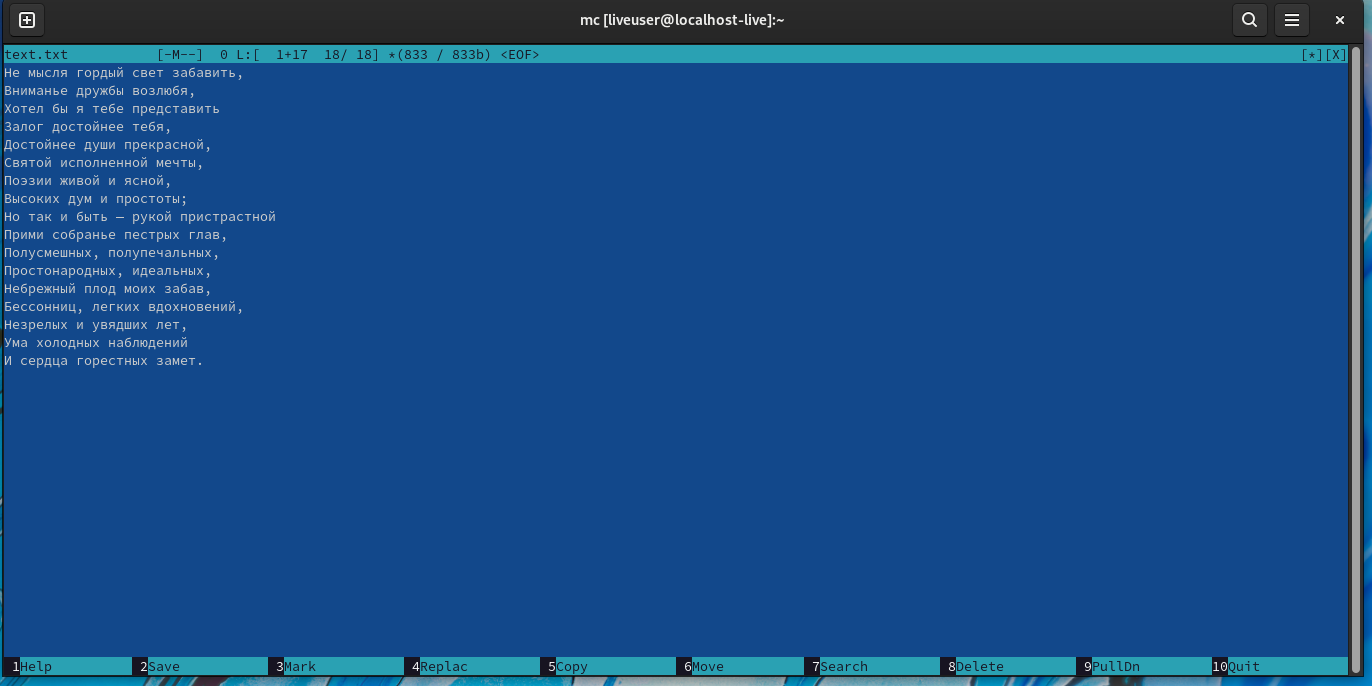 mc [liveuser@localhost-live]:~
text.txt [-M--] 0 L:[ 1+17 18/ 18] *(833 / 833b) <EOF> [*][X]
Не мысля гордый свет забавить,
Вниманье дружбы возлюбя,
Хотел бы я тебе представить
Залог достойнее тебя,
Достойнее души прекрасной,
Святой исполненной мечты,
Поэзии живой и ясной,
Высоких дум и простоты;
Но так и быть — рукой пристрастной
Прими собранье пестрых глав,
Полусмешных, полупечальных,
Простонародных, идеальных,
Небрежный плод моих забав,
Бессонниц, легких вдохновений,
Незрелых и увядших лет,
Ума холодных наблюдений
И сердца горестных замет.
1Help 2Save 3Mark 4Replac 5Copy 6Move 7Search 8Delete 9PullDn 10Quit